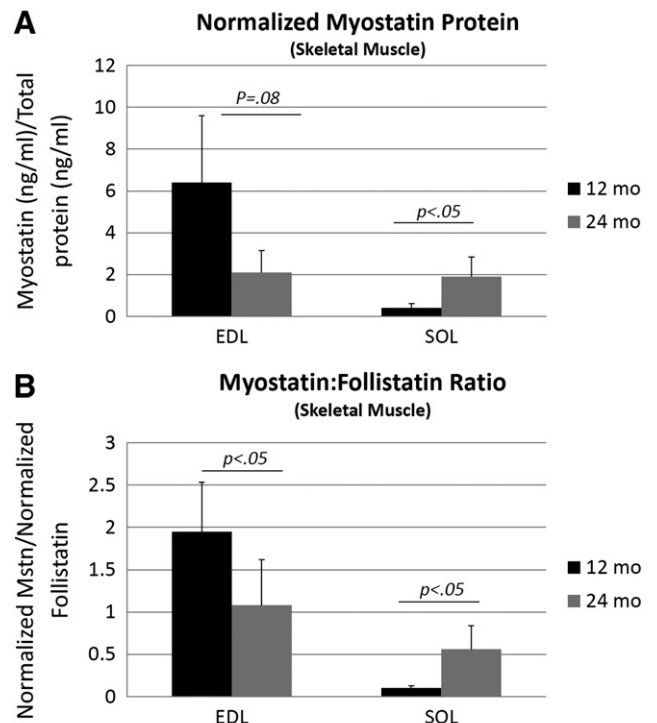 A
Normalized Myostatin Protein
(Skeletal Muscle)
Myostatin (ng/ml)/Total
protein (ng/ml)
12
10
8
6
4
2
0
P=.08
p<.05
EDL
SOL
12 mo
24 mo
B
Myostatin:Follistatin Ratio
(Skeletal Muscle)
Normalized Mstn/Normalized
Follistatin
3
2.5
2
1.5
1
0.5
0
p<.05
p<.05
EDL
SOL
12 mo
24 mo